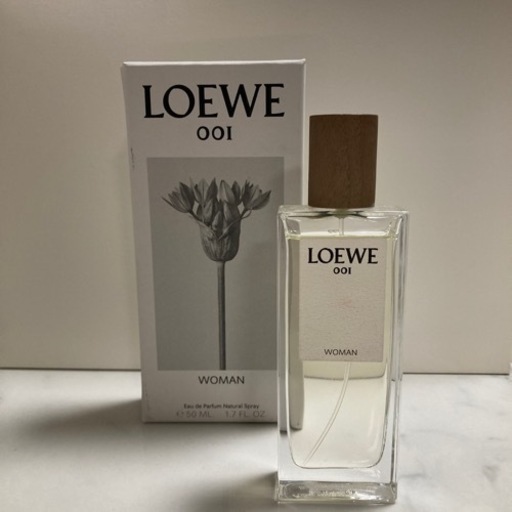 LOEWE
001
WOMAN
Eau de Parfum Natural Spray
℮ 50 ML. 1.7 FL. OZ.
LOEWE
001
WOMAN